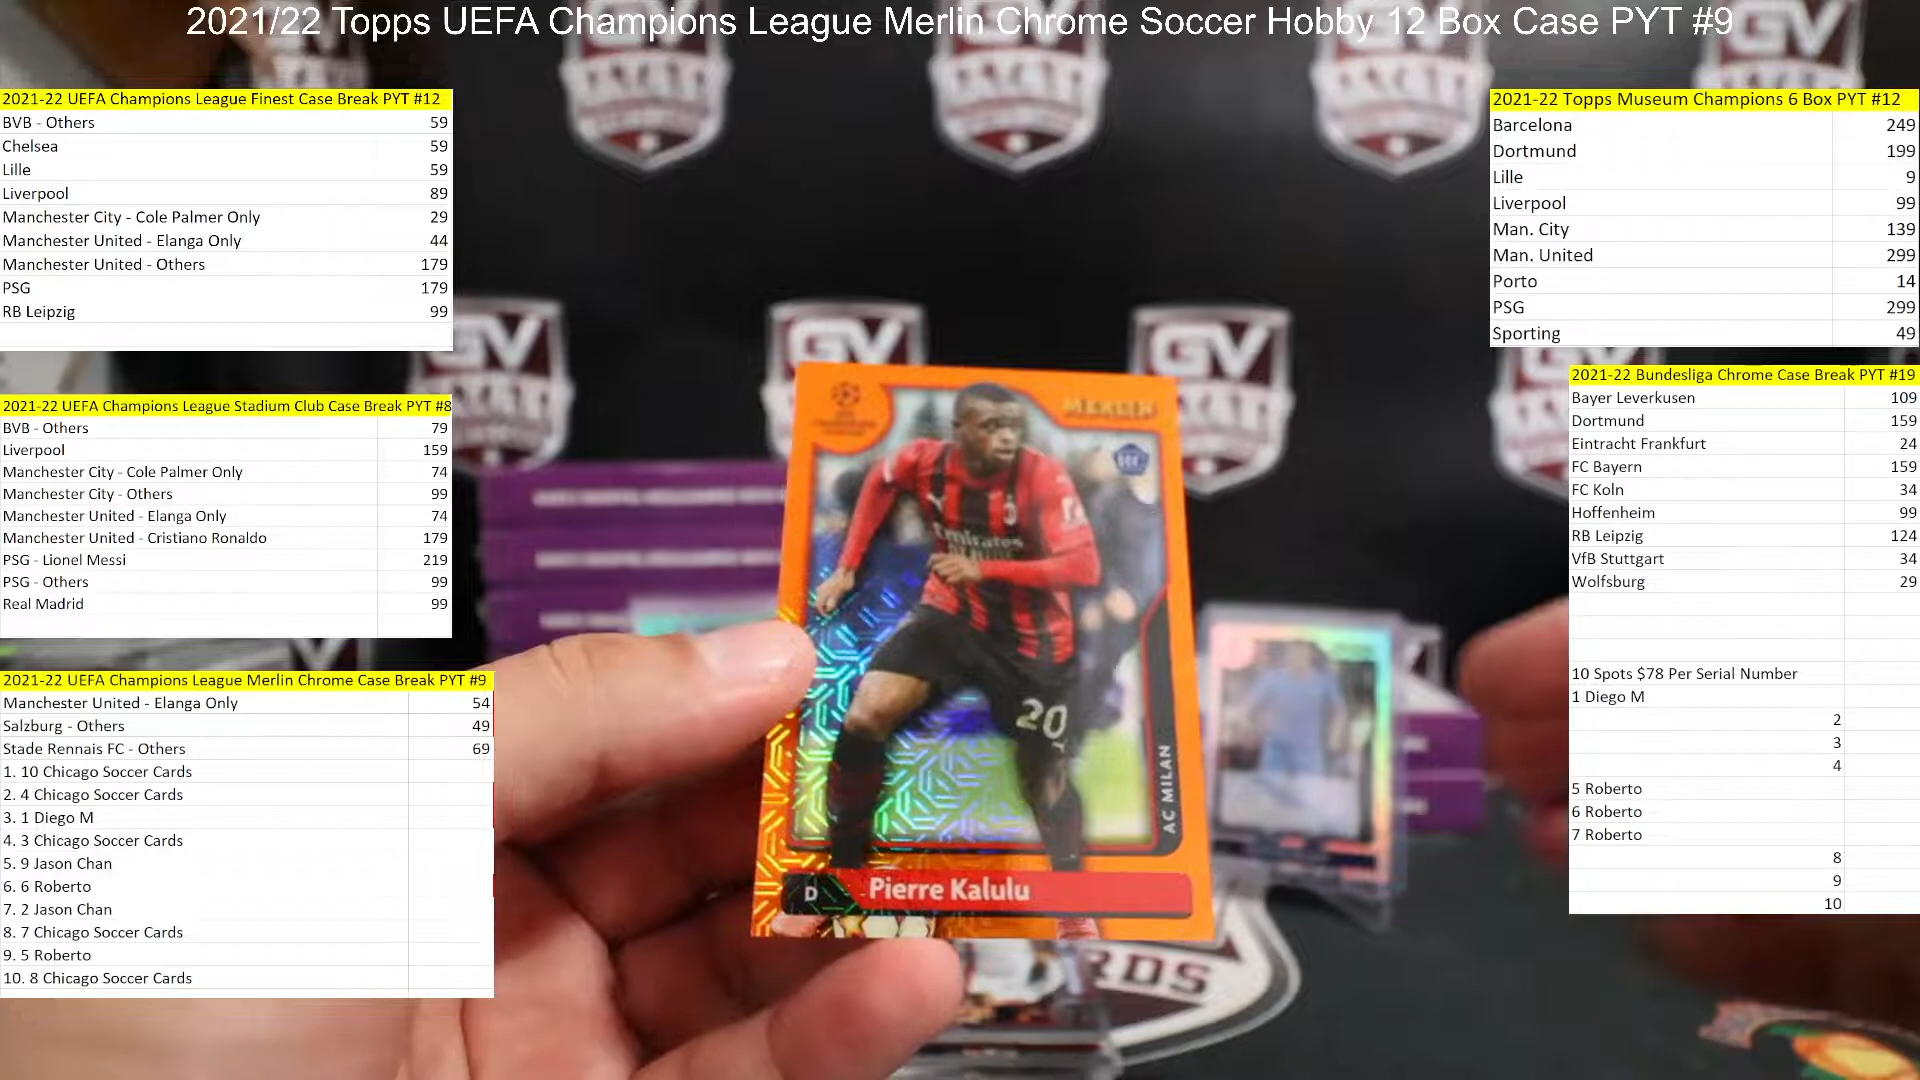 2021/22 Topps UEFA Champions League Merlin Chrome Soccer Hobby 12 Box Case PYT #9
2021-22 UEFA Champions League Finest Case Break PYT #12
BVB - Others 59
Chelsea 59
Lille 59
Liverpool 89
Manchester City - Cole Palmer Only 29
Manchester United - Elanga Only 44
Manchester United - Others 179
PSG 179
RB Leipzig 99
2021-22 UEFA Champions League Stadium Club Case Break PYT #8
BVB - Others 79
Liverpool 159
Manchester City - Cole Palmer Only 74
Manchester City - Others 99
Manchester United - Elanga Only 74
Manchester United - Cristiano Ronaldo 179
PSG - Lionel Messi 219
PSG - Others 99
Real Madrid 99
2021-22 UEFA Champions League Merlin Chrome Case Break PYT #9
Manchester United - Elanga Only 54
Salzburg - Others 49
Stade Rennais FC - Others 69
1. 10 Chicago Soccer Cards
2. 4 Chicago Soccer Cards
3. 1 Diego M
4. 3 Chicago Soccer Cards
5. 9 Jason Chan
6. 6 Roberto
7. 2 Jason Chan
8. 7 Chicago Soccer Cards
9. 5 Roberto
10. 8 Chicago Soccer Cards
2021-22 Topps Museum Champions 6 Box PYT #12
Barcelona 249
Dortmund 199
Lille 9
Liverpool 99
Man. City 139
Man. United 299
Porto 14
PSG 299
Sporting 49
2021-22 Bundesliga Chrome Case Break PYT #19
Bayer Leverkusen 109
Dortmund 159
Eintracht Frankfurt 24
FC Bayern 159
FC Koln 34
Hoffenheim 99
RB Leipzig 124
VfB Stuttgart 34
Wolfsburg 29
10 Spots $78 Per Serial Number
1 Diego M
2
3
4
5 Roberto
6 Roberto
7 Roberto
8
9
10
MERLIN
Emirates
20
AC MILAN
D Pierre Kalulu
GV
GV
GV
GV
GV
RDS